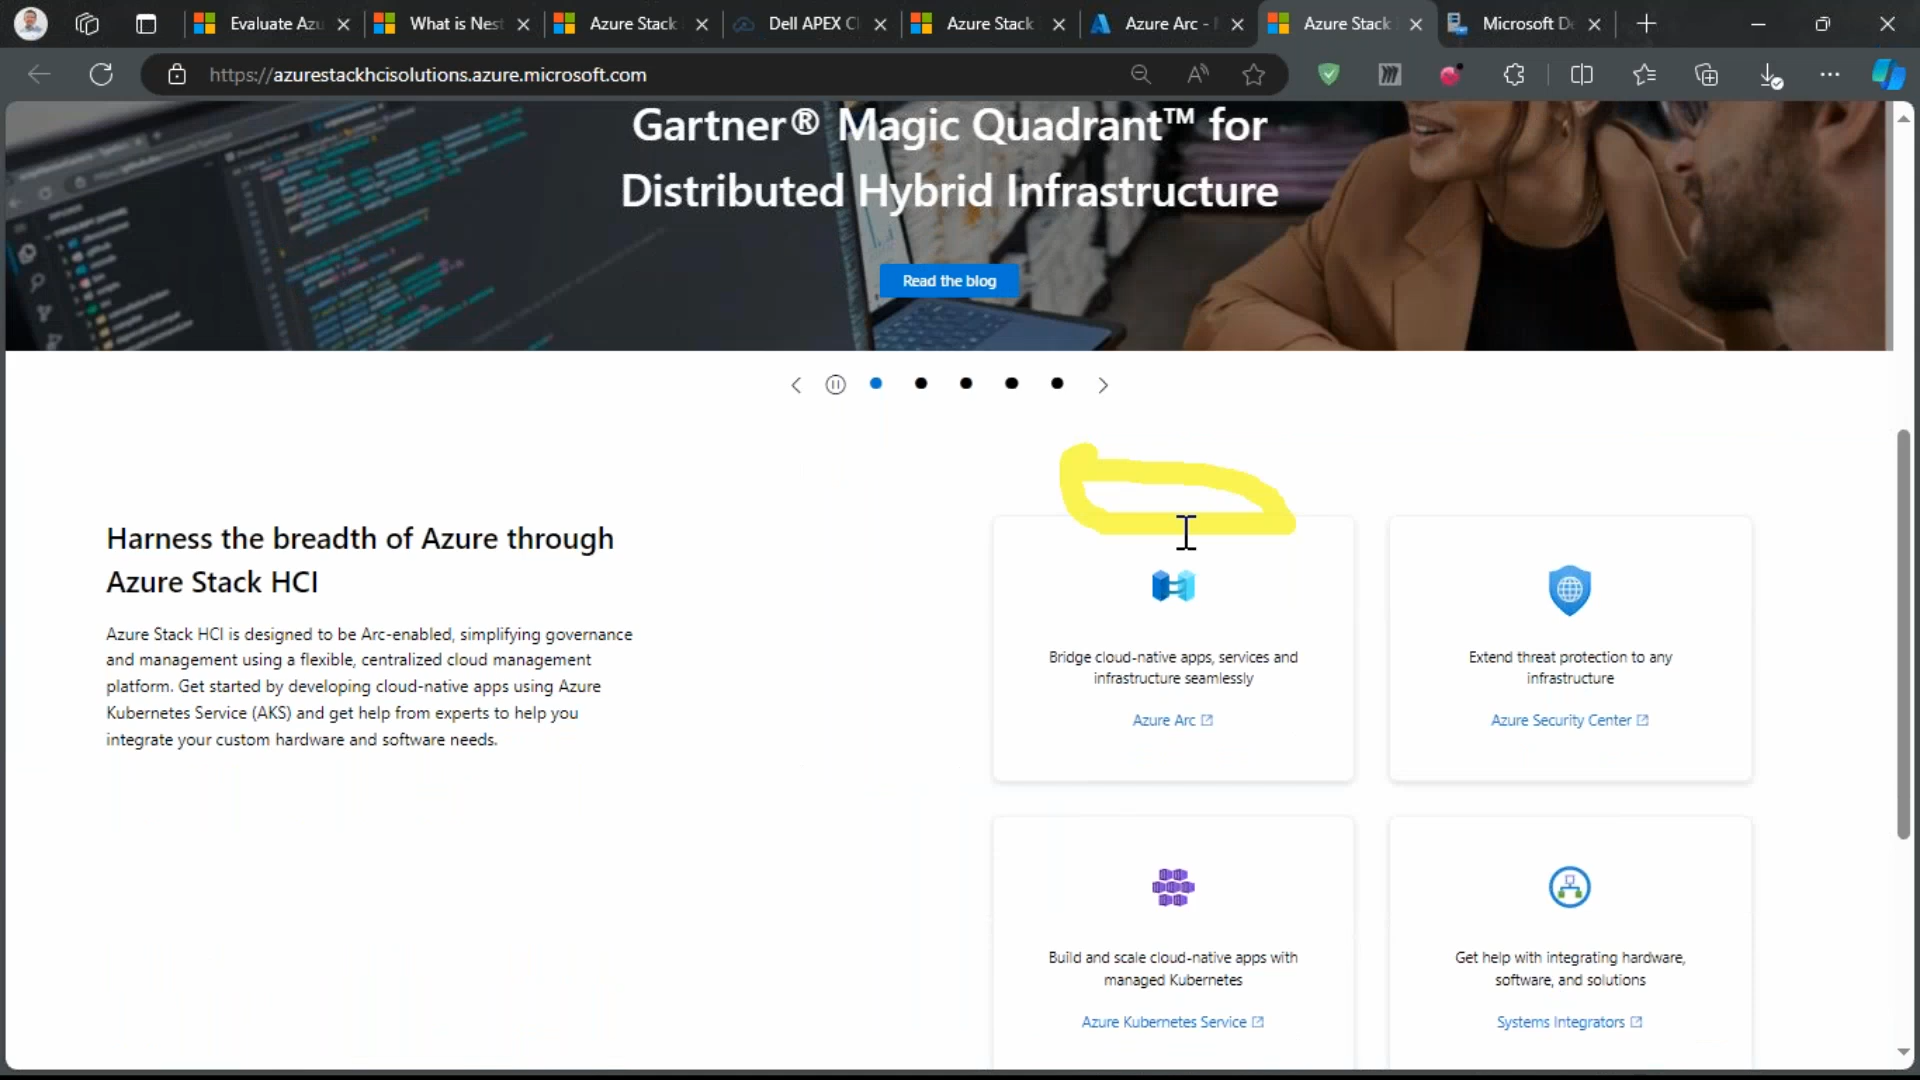 Evaluate Azu
What is Nest
Azure Stack
Dell APEX Cl
Azure Stack
Azure Arc -
Azure Stack
Microsoft De
https://azurestackhcisolutions.azure.microsoft.com
Gartner® Magic Quadrant™ for
Distributed Hybrid Infrastructure
Read the blog
Harness the breadth of Azure through
Azure Stack HCI
Azure Stack HCI is designed to be Arc-enabled, simplifying governance
and management using a flexible, centralized cloud management
platform. Get started by developing cloud-native apps using Azure
Kubernetes Service (AKS) and get help from experts to help you
integrate your custom hardware and software needs.
Bridge cloud-native apps, services and
infrastructure seamlessly
Azure Arc
Extend threat protection to any
infrastructure
Azure Security Center
Build and scale cloud-native apps with
managed Kubernetes
Azure Kubernetes Service
Get help with integrating hardware,
software, and solutions
Systems Integrators